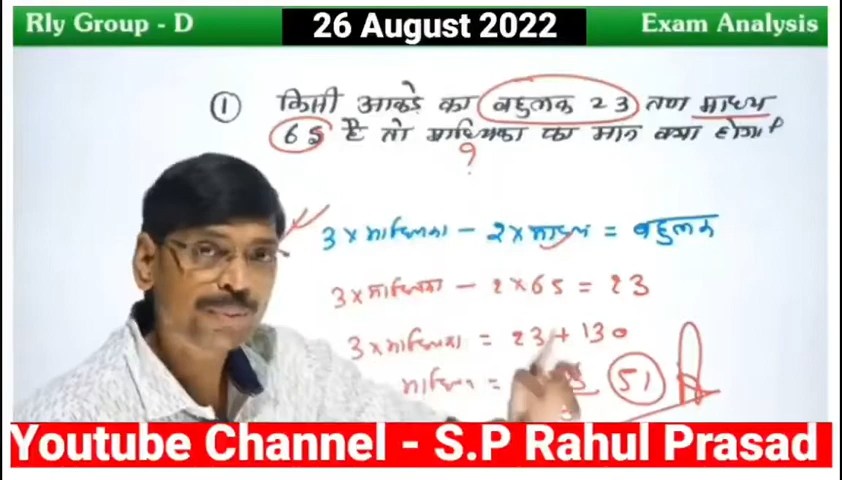 Rly Group - D
26 August 2022
Exam Analysis
① किसी आकड़े का बहुलक 23 तथा माध्य
65 है तो माध्यिका का मान क्या होगा?
?
3 × माध्यिका - 2 × माध्य = बहुलक
3 × माध्यिका - 2 × 65 = 23
3 × माध्यिका = 23 + 130
माध्यिका = 51
Youtube Channel - S.P Rahul Prasad